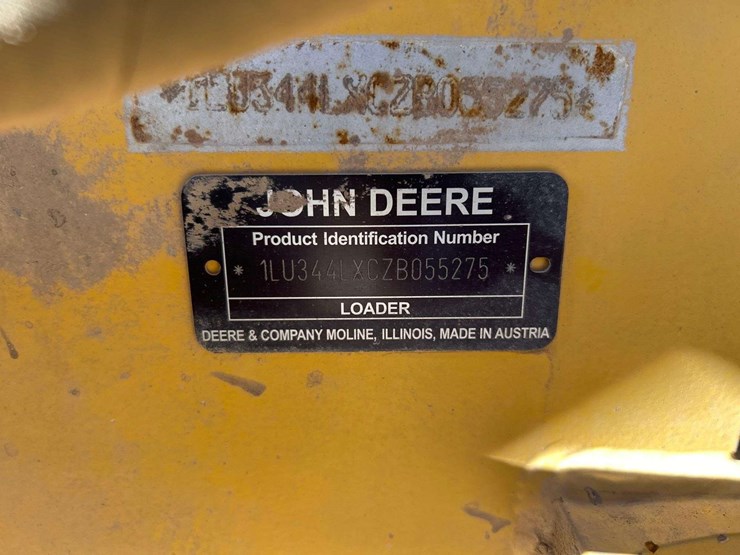 *1LU344LXCZB055275*
JOHN DEERE
Product Identification Number
* 1LU344LXCZB055275 *
LOADER
DEERE & COMPANY MOLINE, ILLINOIS, MADE IN AUSTRIA